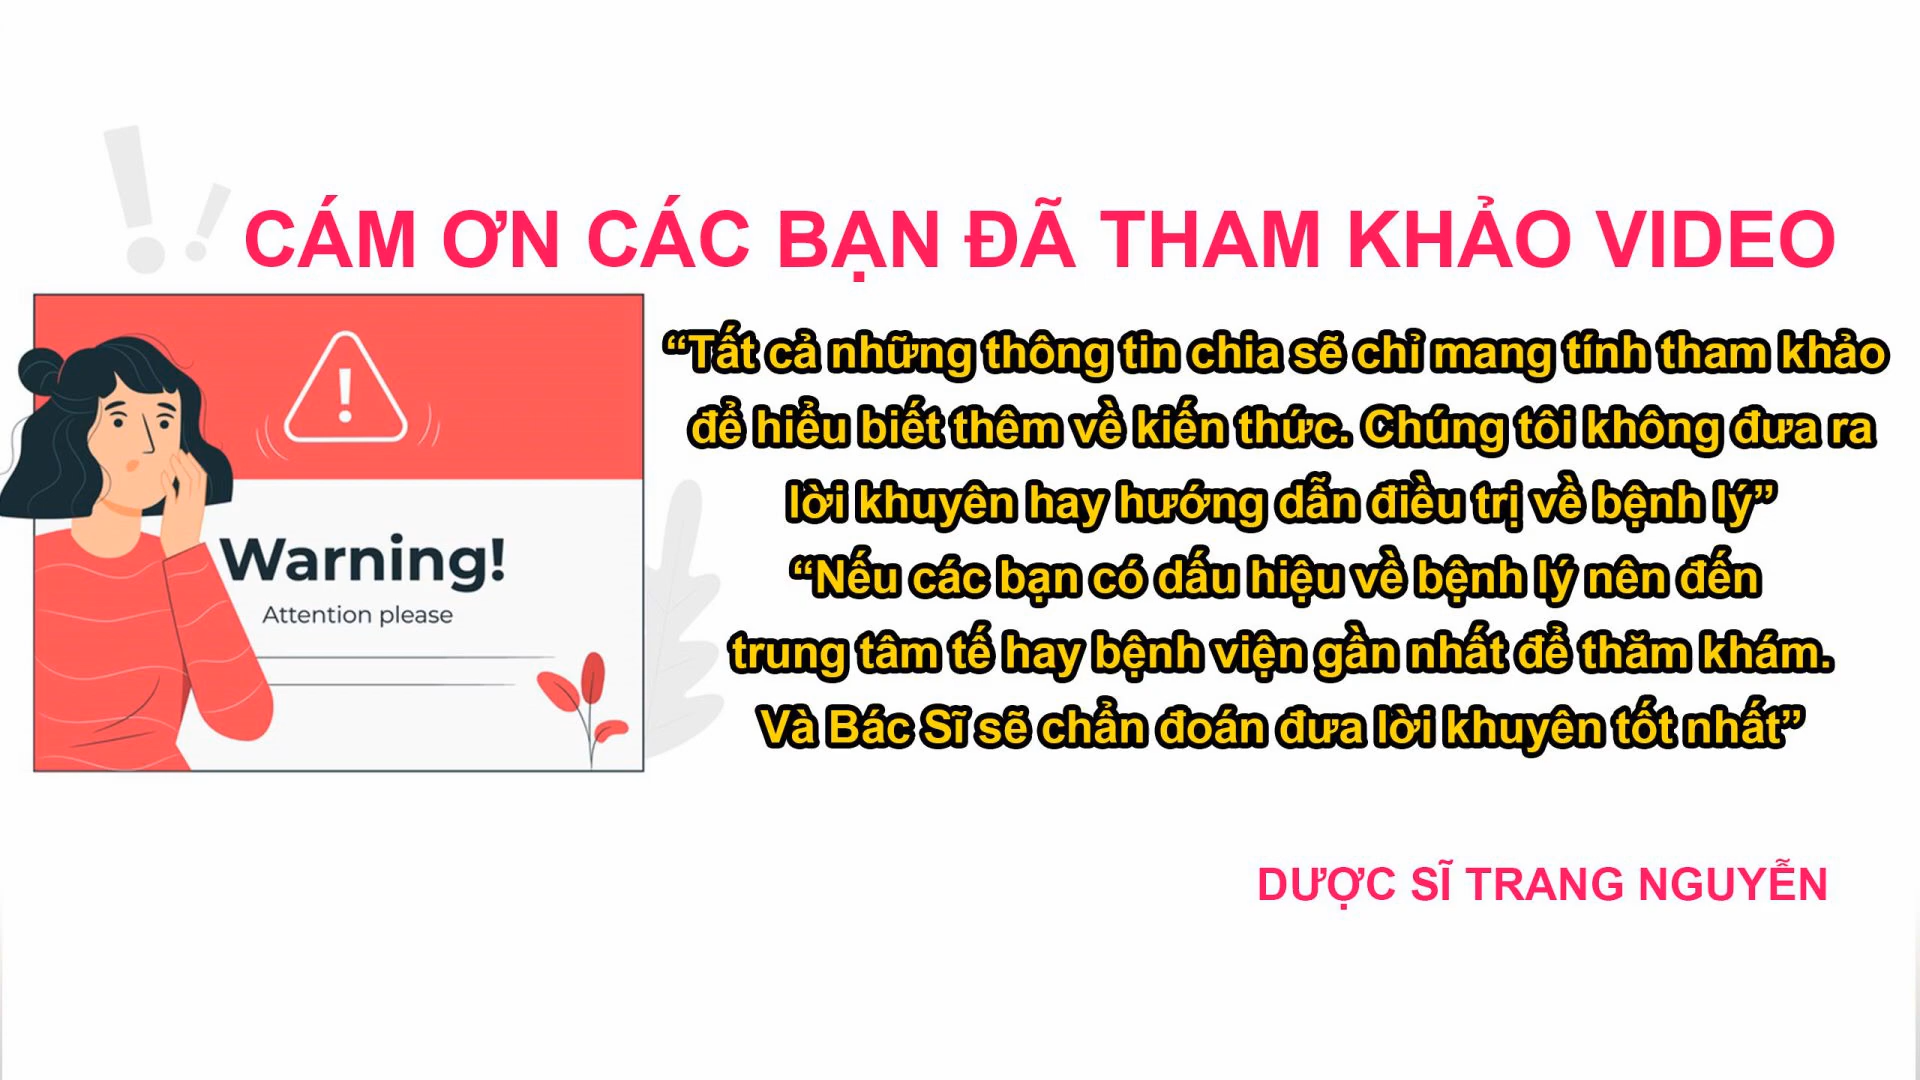 CÁM ƠN CÁC BẠN ĐÃ THAM KHẢO VIDEO
“Tất cả những thông tin chia sẽ chỉ mang tính tham khảo
để hiểu biết thêm về kiến thức. Chúng tôi không đưa ra
lời khuyên hay hướng dẫn điều trị về bệnh lý”
“Nếu các bạn có dấu hiệu về bệnh lý nên đến
trung tâm tế hay bệnh viện gần nhất để thăm khám.
Và Bác Sĩ sẽ chẩn đoán đưa lời khuyên tốt nhất”
Warning!
Attention please
DƯỢC SĨ TRANG NGUYỄN